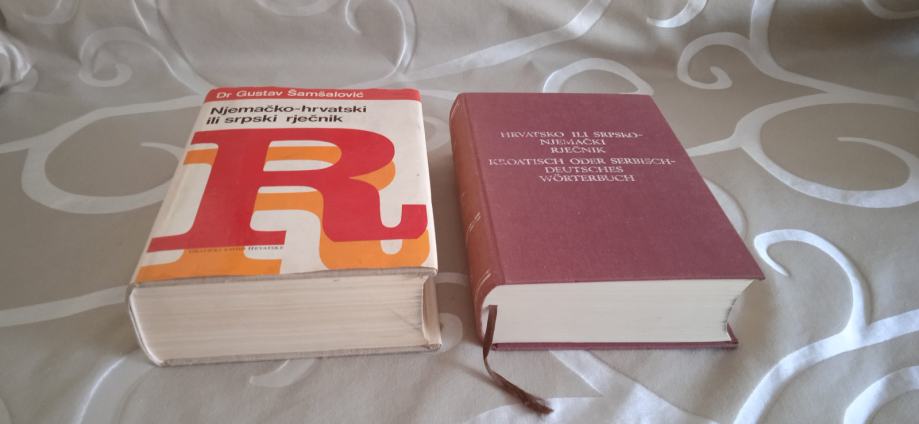 Dr Gustav Šamšalović
Njemačko-hrvatski
ili srpski rječnik
R
HRVATSKO ILI SRPSKO-
NJEMAČKI
RJEČNIK
KROATISCH ODER SERBISCH-
DEUTSCHES
WÖRTERBUCH